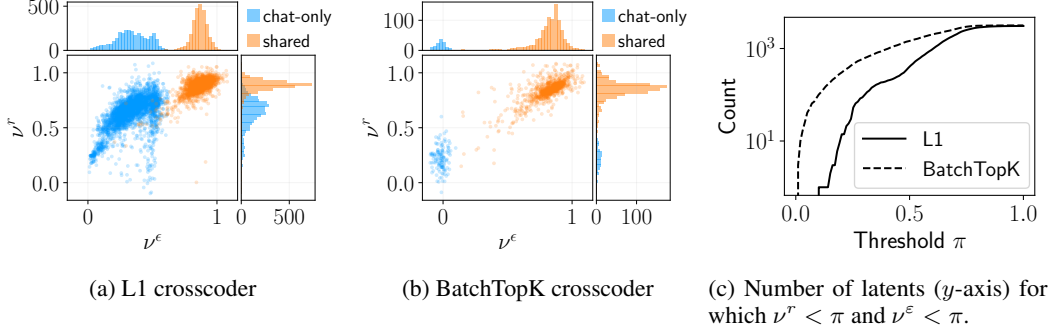 500
0
chat-only
shared
1.0
0.5
0.0
ν^r
0
1
ν^ϵ
0
500
(a) L1 crosscoder
100
0
chat-only
shared
1.0
0.5
0.0
ν^r
0
1
ν^ϵ
0
100
(b) BatchTopK crosscoder
10^3
10^1
Count
L1
BatchTopK
0.0
0.5
1.0
Threshold π
(c) Number of latents (y-axis) for
which ν^r < π and ν^ε < π.